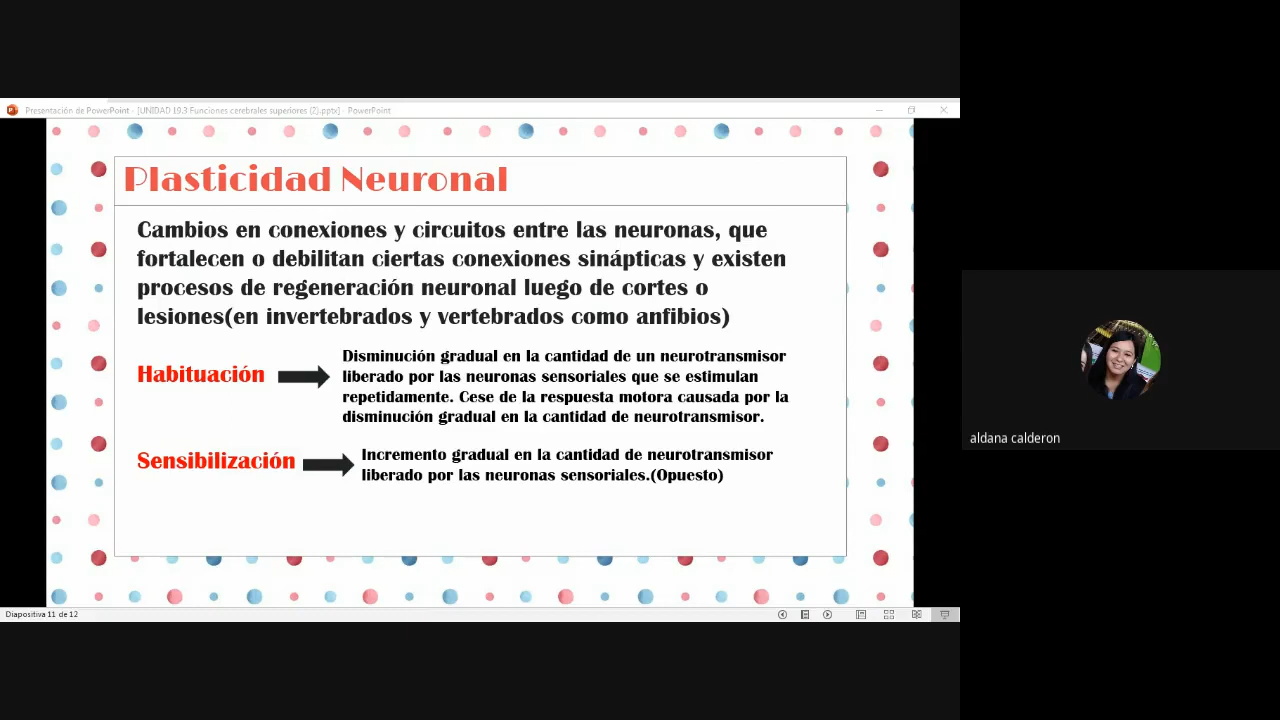 Presentación de PowerPoint - [UNIDAD 19.3 Funciones cerebrales superiores (2).pptx] - PowerPoint
Plasticidad Neuronal
Cambios en conexiones y circuitos entre las neuronas, que
fortalecen o debilitan ciertas conexiones sinápticas y existen
procesos de regeneración neuronal luego de cortes o
lesiones(en invertebrados y vertebrados como anfibios)
Habituación
Disminución gradual en la cantidad de un neurotransmisor
liberado por las neuronas sensoriales que se estimulan
repetidamente. Cese de la respuesta motora causada por la
disminución gradual en la cantidad de neurotransmisor.
Sensibilización
Incremento gradual en la cantidad de neurotransmisor
liberado por las neuronas sensoriales.(Opuesto)
Diapositiva 11 de 12
aldana calderon